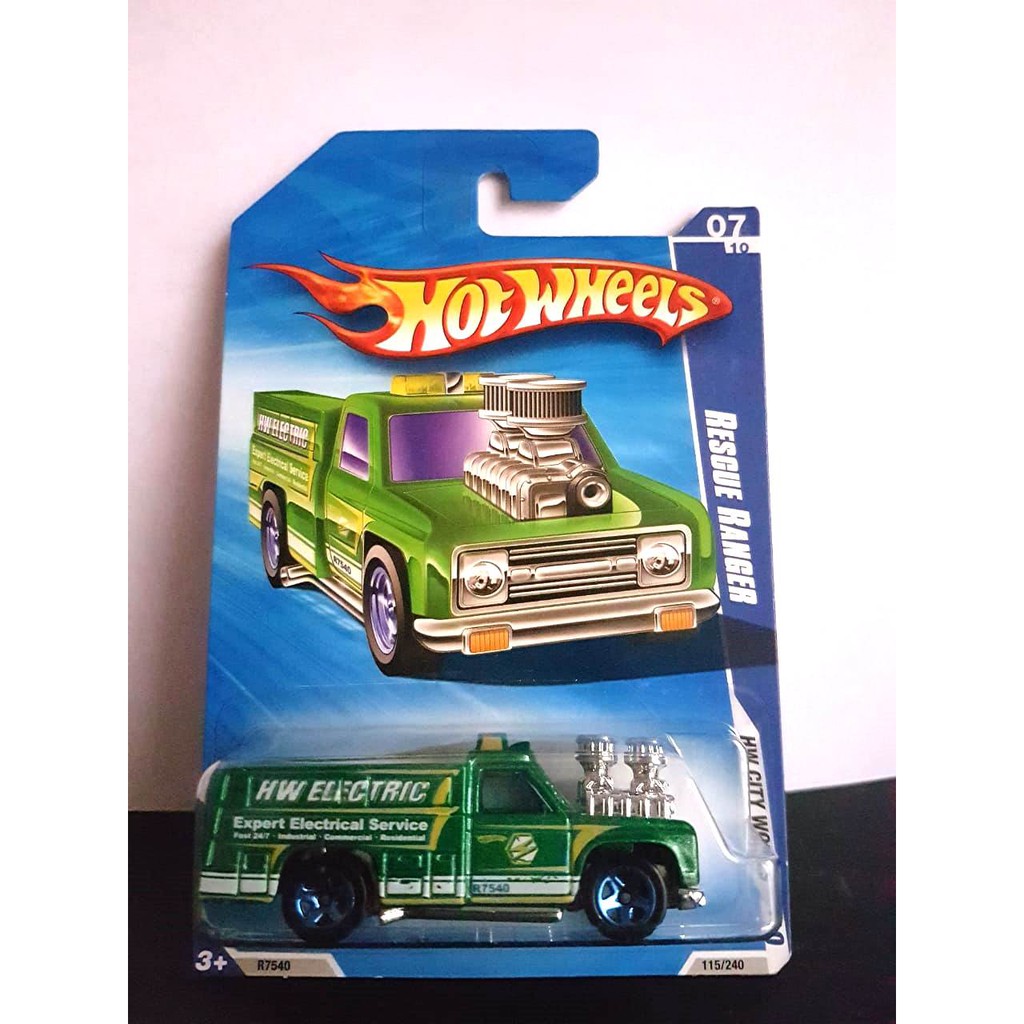 07
10
HOT WHEELS®
RESCUE RANGER
HW ELECTRIC
Expert Electrical Service
R7540
HW CITY WO
HW ELECTRIC
Expert Electrical Service
Fast 24/7 · Industrial · Commercial · Residential
R7540
3+
R7540
115/240